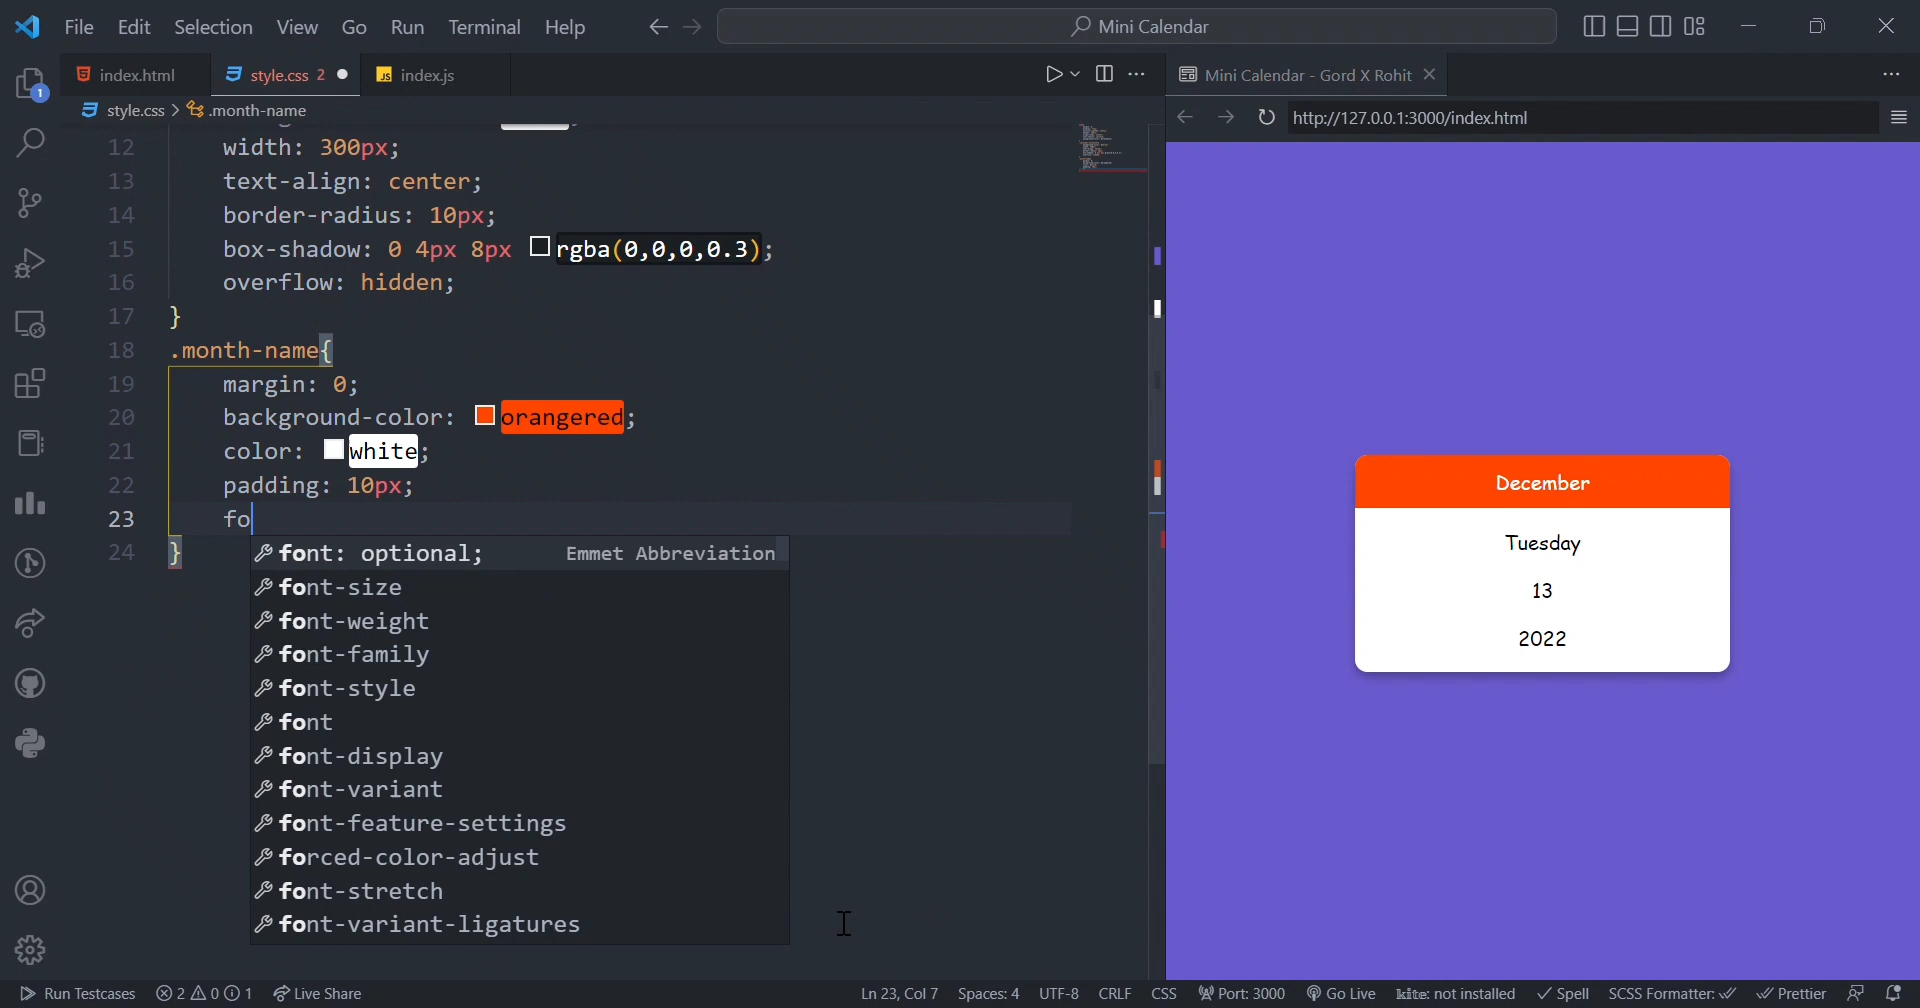 File Edit Selection View Go Run Terminal Help
Mini Calendar
index.html
style.css 2
JS index.js
Mini Calendar - Gord X Rohit
style.css > .month-name
http://127.0.0.1:3000/index.html
1
12 width: 300px;
13 text-align: center;
14 border-radius: 10px;
15 box-shadow: 0 4px 8px rgba(0,0,0,0.3);
16 overflow: hidden;
17 }
18 .month-name{
19 margin: 0;
20 background-color: orangered;
21 color: white;
22 padding: 10px;
23 fo
24 }
font: optional; Emmet Abbreviation
font-size
font-weight
font-family
font-style
font
font-display
font-variant
font-feature-settings
forced-color-adjust
font-stretch
font-variant-ligatures
December
Tuesday
13
2022
Run Testcases 2 0 1 Live Share Ln 23, Col 7 Spaces: 4 UTF-8 CRLF CSS Port: 3000 Go Live kite: not installed Spell SCSS Formatter: Prettier